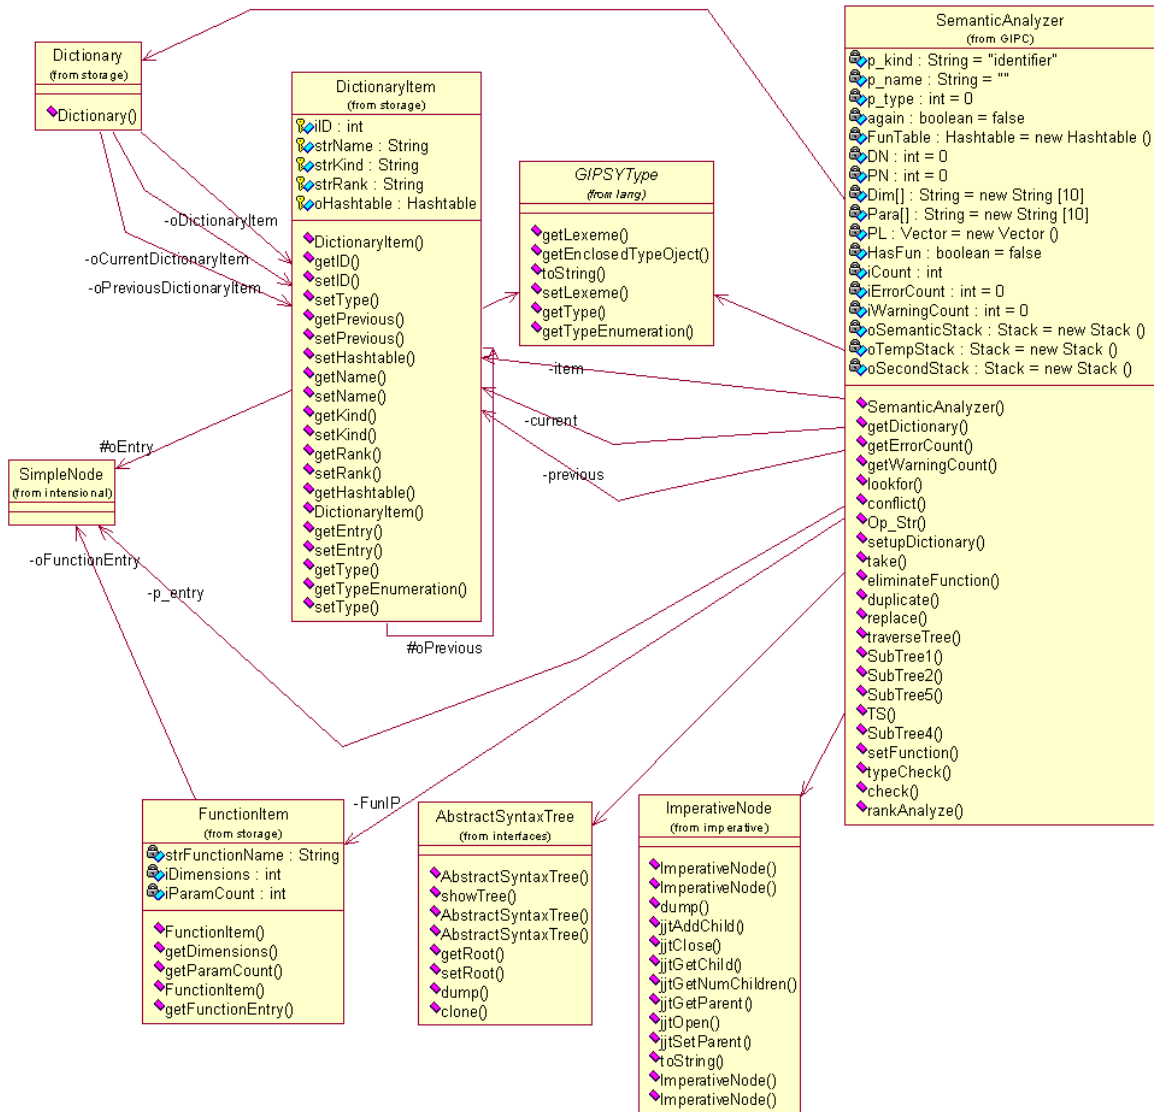 Dictionary
(from storage)
Dictionary()
DictionaryItem
(from storage)
iID : int
strName : String
strKind : String
strRank : String
oHashtable : Hashtable
DictionaryItem()
getID()
setID()
setType()
getPrevious()
setPrevious()
setHashtable()
getName()
setName()
getKind()
setKind()
getRank()
setRank()
getHashtable()
DictionaryItem()
getEntry()
setEntry()
getType()
getTypeEnumeration()
setType()
GIPSYType
(from lang)
getLexeme()
getEnclosedTypeOject()
toString()
setLexeme()
getType()
getTypeEnumeration()
SemanticAnalyzer
(from GIPC)
p_kind : String = "identifier"
p_name : String = ""
p_type : int = 0
again : boolean = false
FunTable : Hashtable = new Hashtable ()
DN : int = 0
PN : int = 0
Dim[] : String = new String [10]
Para[] : String = new String [10]
PL : Vector = new Vector ()
HasFun : boolean = false
iCount : int
iErrorCount : int = 0
iWarningCount : int = 0
oSemanticStack : Stack = new Stack ()
oTempStack : Stack = new Stack ()
oSecondStack : Stack = new Stack ()
SemanticAnalyzer()
getDictionary()
getErrorCount()
getWarningCount()
lookfor()
conflict()
Op_Str()
setupDictionary()
take()
eliminateFunction()
duplicate()
replace()
traverseTree()
SubTree1()
SubTree2()
SubTree5()
TS()
SubTree4()
setFunction()
typeCheck()
check()
rankAnalyze()
-oDictionaryItem
-oCurrentDictionaryItem
-oPreviousDictionaryItem
-item
-current
-previous
#oEntry
SimpleNode
(from intensional)
-oFunctionEntry
-p_entry
#oPrevious
-FunIP
FunctionItem
(from storage)
strFunctionName : String
iDimensions : int
iParamCount : int
FunctionItem()
getDimensions()
getParamCount()
FunctionItem()
getFunctionEntry()
AbstractSyntaxTree
(from interfaces)
AbstractSyntaxTree()
showTree()
AbstractSyntaxTree()
AbstractSyntaxTree()
getRoot()
setRoot()
dump()
clone()
ImperativeNode
(from imperative)
ImperativeNode()
ImperativeNode()
dump()
jjtAddChild()
jjtClose()
jjtGetChild()
jjtGetNumChildren()
jjtGetParent()
jjtOpen()
jjtSetParent()
toString()
ImperativeNode()
ImperativeNode()